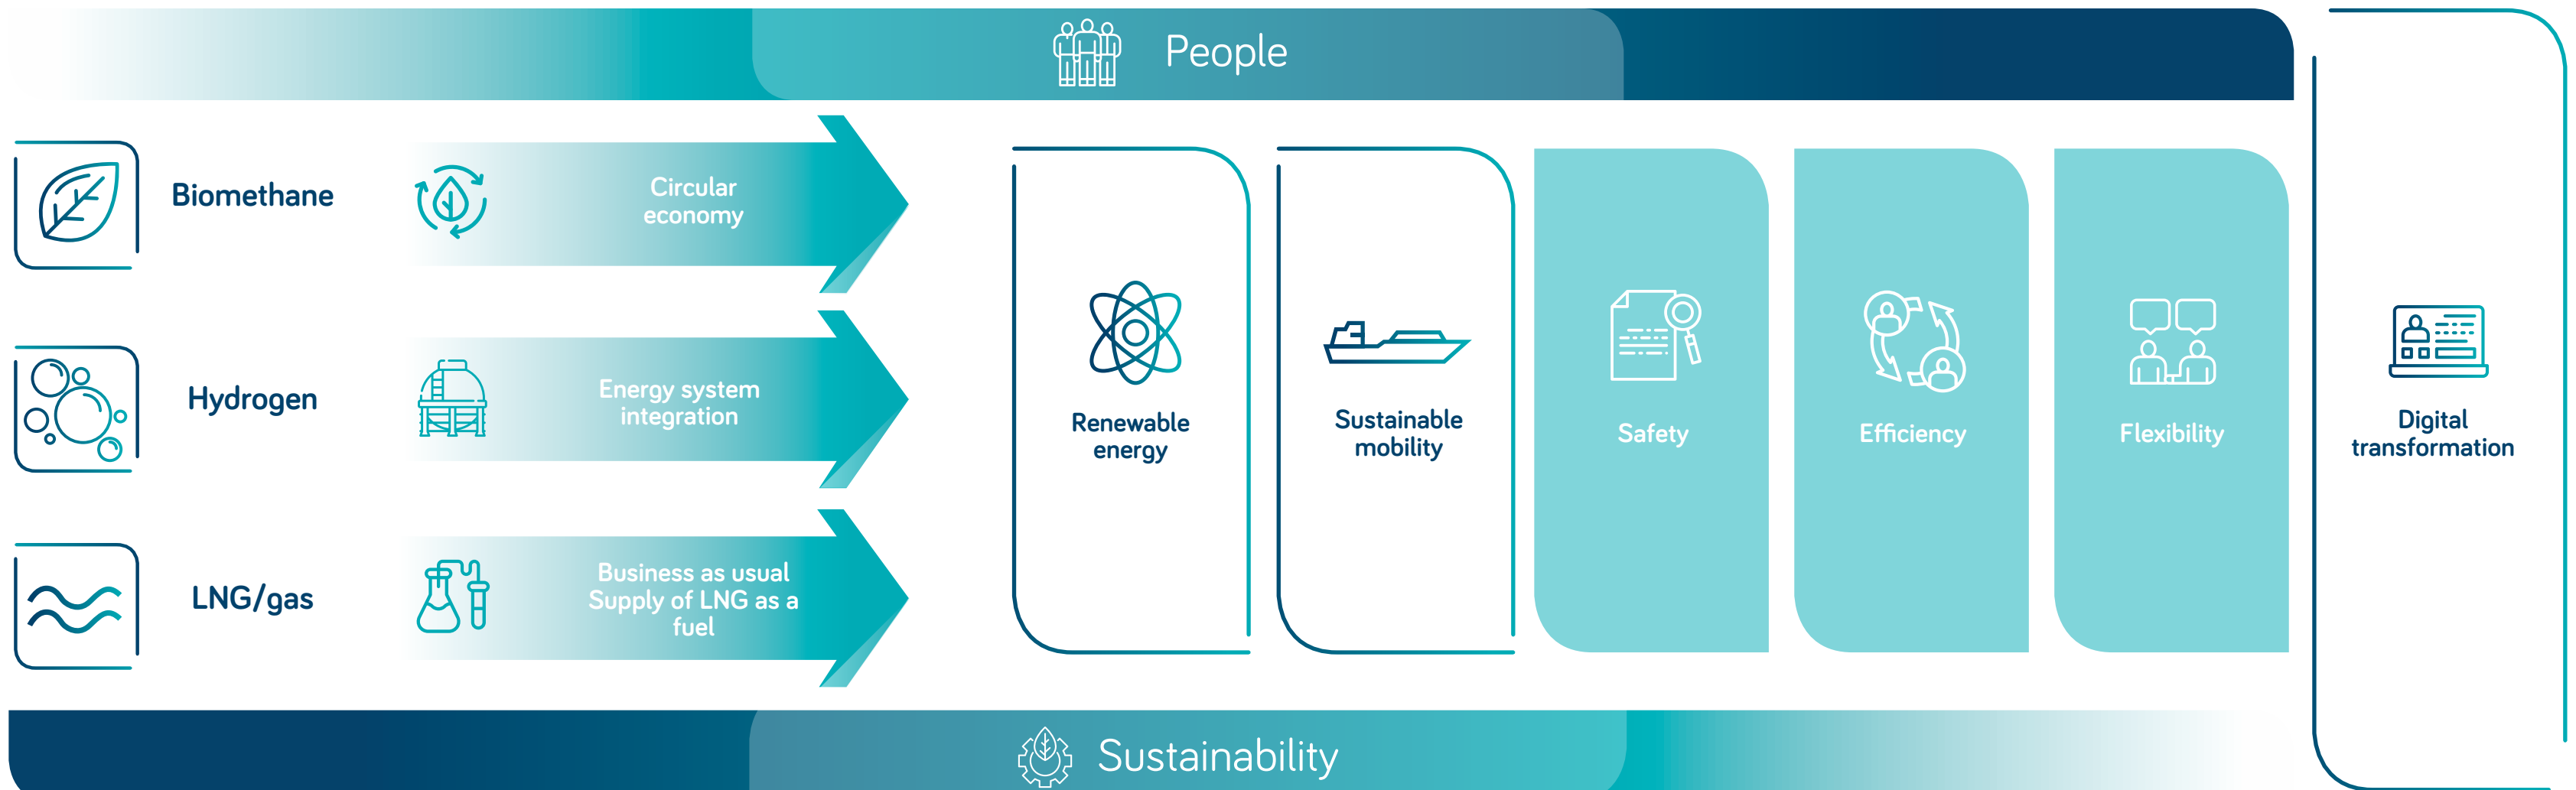 People
Biomethane
Circular
economy
Hydrogen
Energy system
integration
LNG/gas
Business as usual
Supply of LNG as a
fuel
Renewable
energy
Sustainable
mobility
Safety
Efficiency
Flexibility
Digital
transformation
Sustainability